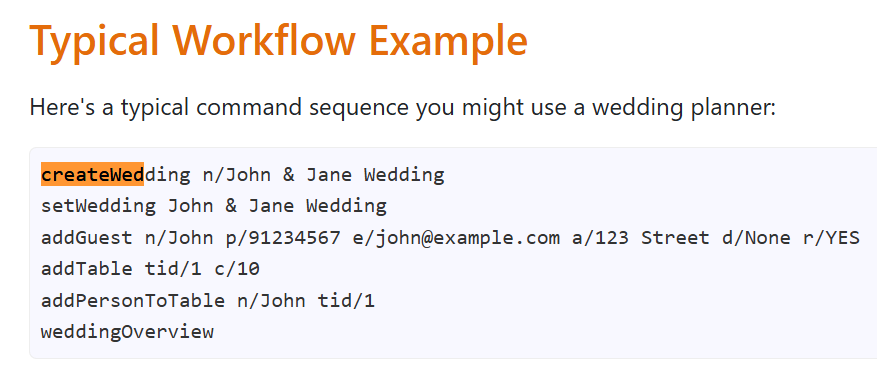 Typical Workflow Example
Here's a typical command sequence you might use a wedding planner:
createWedding n/John & Jane Wedding
setWedding John & Jane Wedding
addGuest n/John p/91234567 e/john@example.com a/123 Street d/None r/YES
addTable tid/1 c/10
addPersonToTable n/John tid/1
weddingOverview